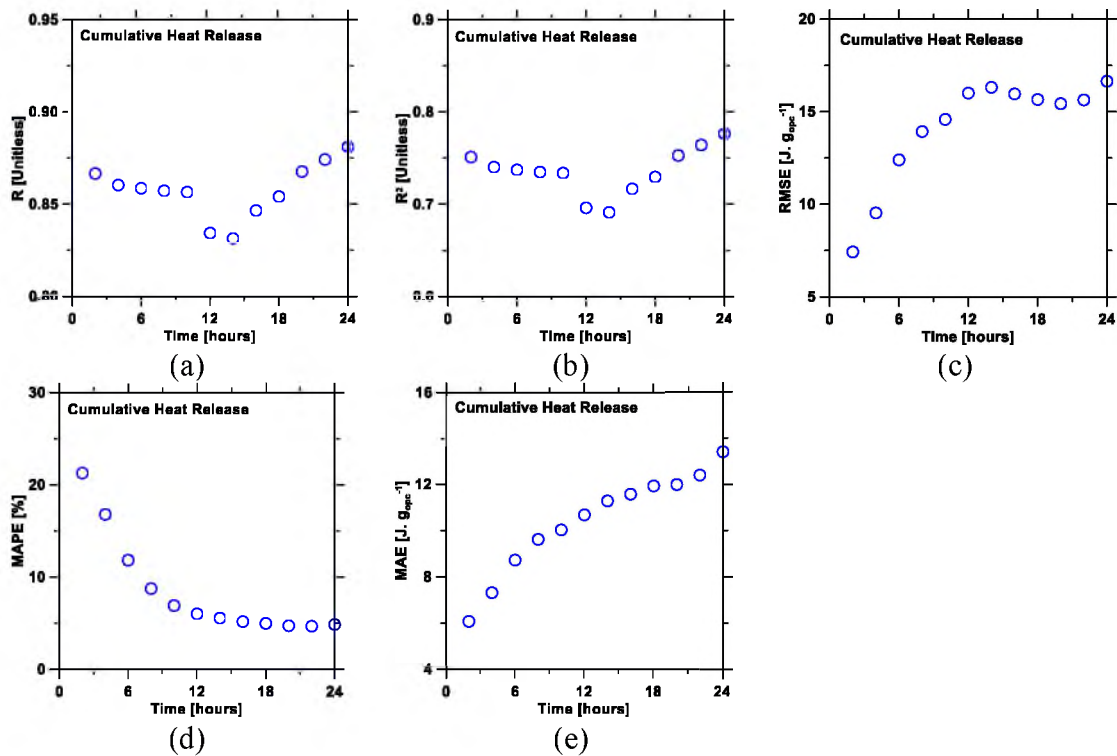 0.95
Cumulative Heat Release
0.90
R [Unitless]
0.85
0.80
0 6 12 18 24
Time [hours]
(a)
0.9
Cumulative Heat Release
0.8
R² [Unitless]
0.7
0.6
0 6 12 18 24
Time [hours]
(b)
20
Cumulative Heat Release
15
RMSE [J. gopc⁻¹]
10
5
0 6 12 18 24
Time [hours]
(c)
30
Cumulative Heat Release
20
MAPE [%]
10
0
0 6 12 18 24
Time [hours]
(d)
16
Cumulative Heat Release
12
MAE [J. gopc⁻¹]
8
4
0 6 12 18 24
Time [hours]
(e)